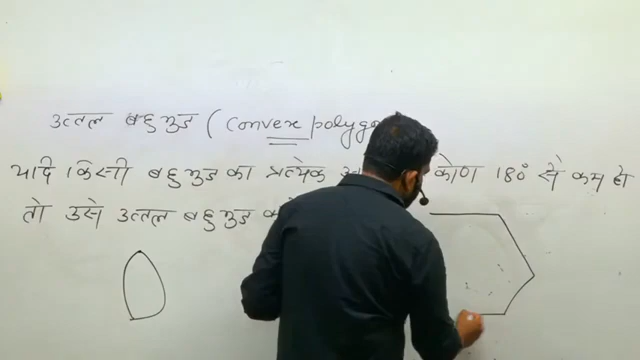 उत्तल बहुभुज (convex polygon
यदि किसी बहुभुज का प्रत्येक कोण 180° से कम हो
तो उसे उत्तल बहुभुज